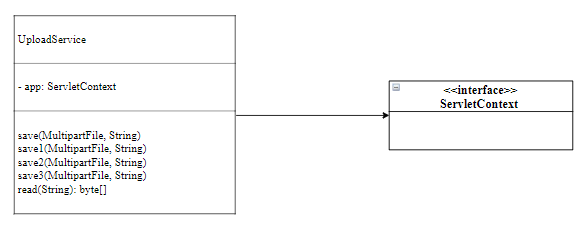 UploadService
- app: ServletContext
save(MultipartFile, String)
save1(MultipartFile, String)
save2(MultipartFile, String)
save3(MultipartFile, String)
read(String): byte[]
<<interface>>
ServletContext